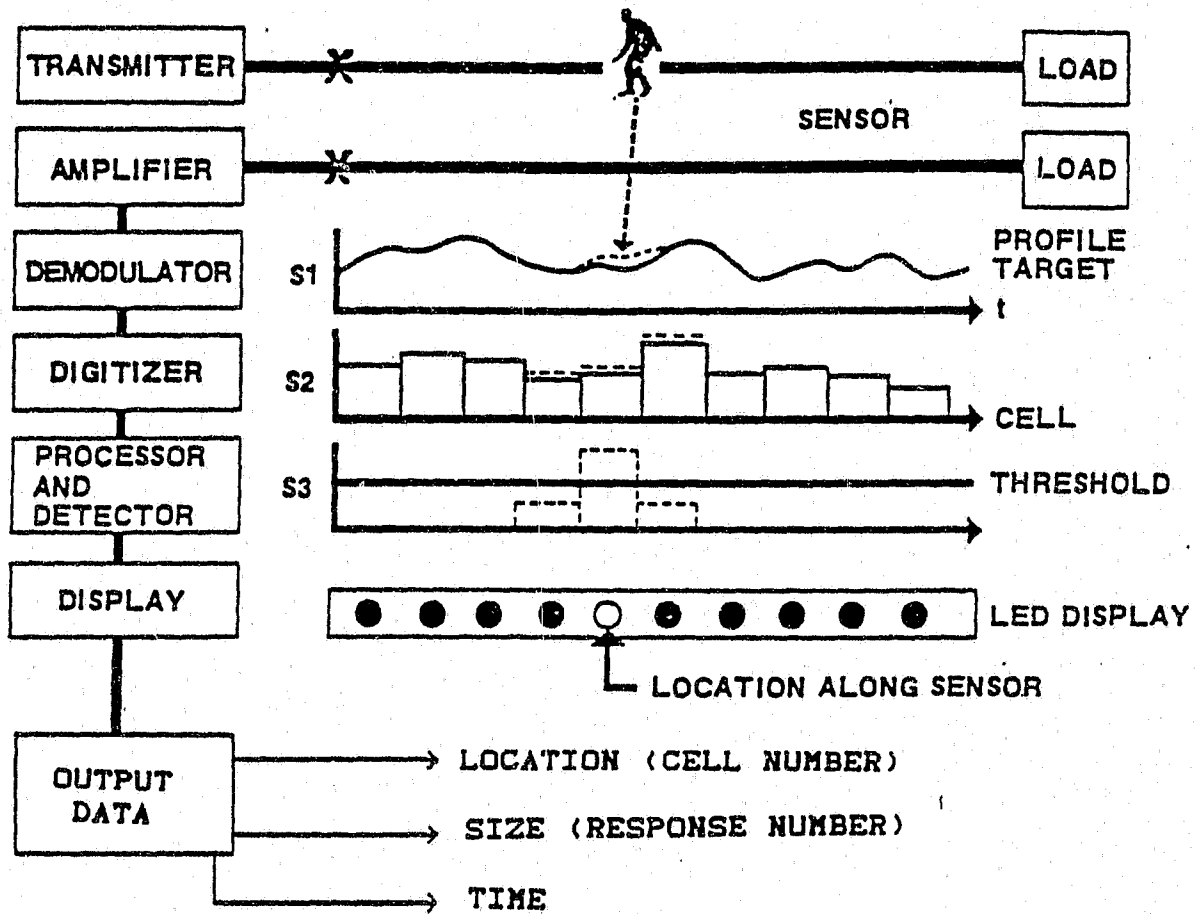 TRANSMITTER
LOAD
SENSOR
AMPLIFIER
LOAD
DEMODULATOR
S1
PROFILE
TARGET
t
DIGITIZER
S2
CELL
PROCESSOR
AND
DETECTOR
S3
THRESHOLD
DISPLAY
LED DISPLAY
LOCATION ALONG SENSOR
OUTPUT
DATA
LOCATION (CELL NUMBER)
SIZE (RESPONSE NUMBER)
TIME